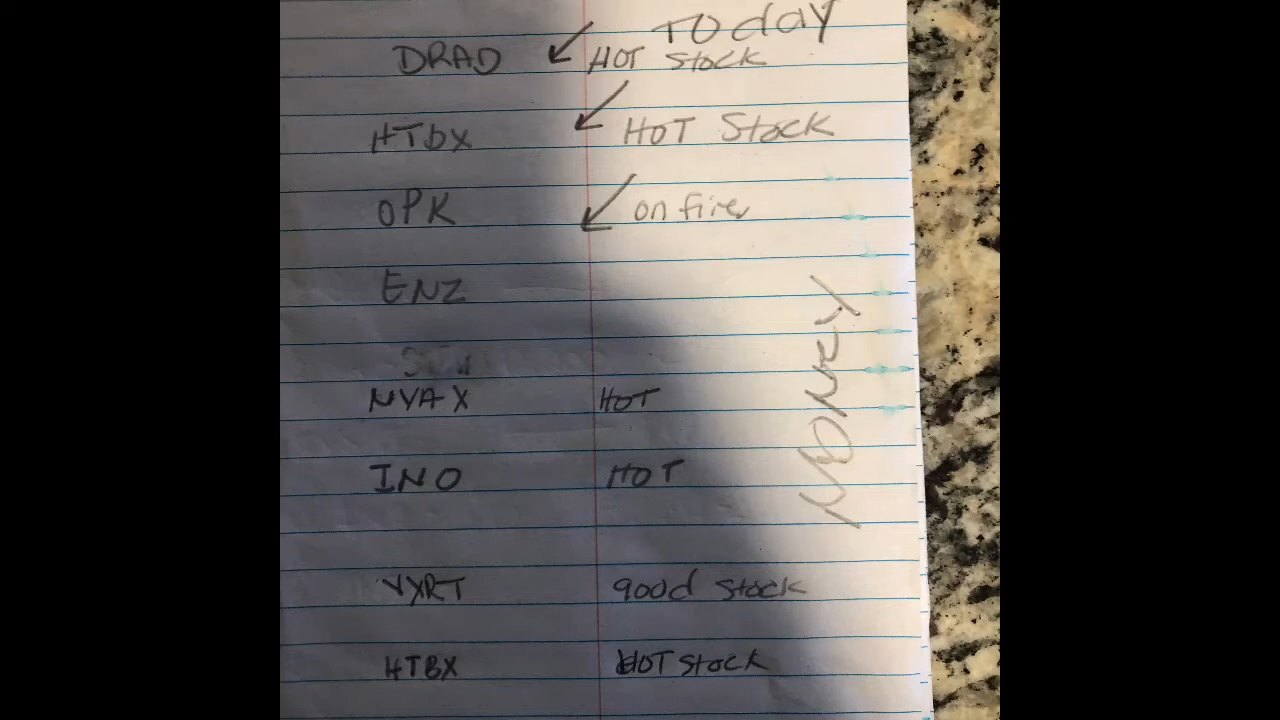 TODAY
DRAD HOT Stock
HTbX HOT Stock
OPK on fire
ENZ
NVAX HOT
INO HOT
VXRT good Stock
HTBX HOT Stock
MONEY